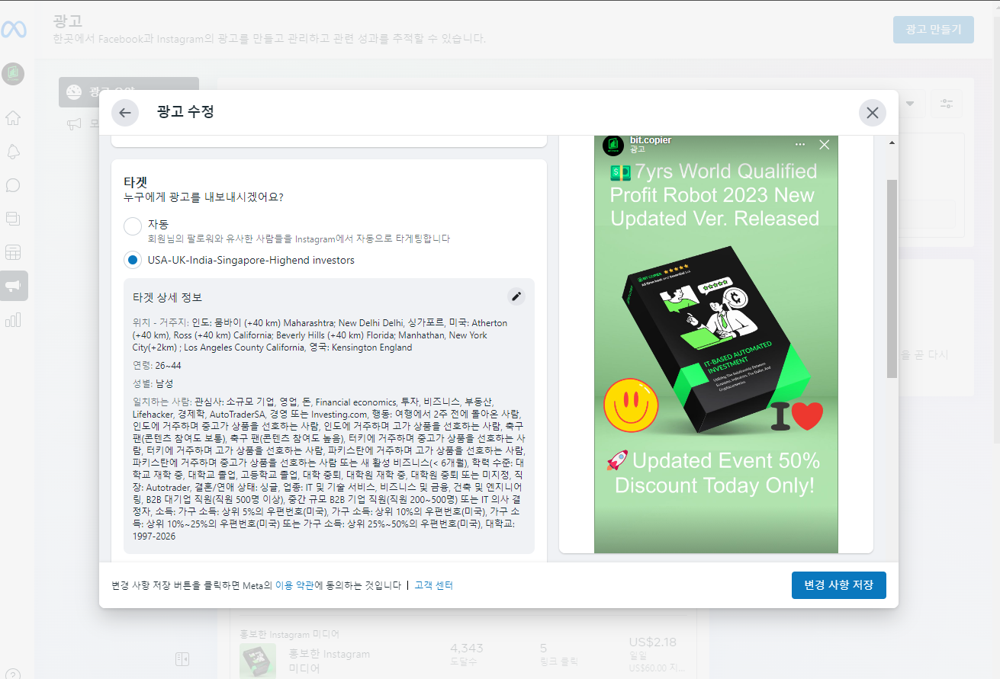 광고
한곳에서 Facebook과 Instagram의 광고를 만들고 관리하고 관련 성과를 추적할 수 있습니다.
광고 만들기
광고 수정
타겟
누구에게 광고를 내보내시겠어요?
자동
회원님의 팔로워와 유사한 사람들을 Instagram에서 자동으로 타게팅합니다
USA-UK-India-Singapore-Highend investors
타겟 상세 정보
위치 - 거주지: 인도: 뭄바이 (+40 km) Maharashtra; New Delhi Delhi, 싱가포르, 미국: Atherton
(+40 km), Ross (+40 km) California; Beverly Hills (+40 km) Florida; Manhathan, New York
City(+2km) ; Los Angeles County California, 영국: Kensington England
연령: 26~44
성별: 남성
일치하는 사람: 관심사: 소규모 기업, 영업, 돈, Financial economics, 투자, 비즈니스, 부동산,
Lifehacker, 경제학, AutoTraderSA, 경영 또는 Investing.com, 행동: 여행에서 2주 전에 돌아온 사람,
인도에 거주하며 중고가 상품을 선호하는 사람, 인도에 거주하며 고가 상품을 선호하는 사람, 축구
팬(콘텐츠 참여도 보통), 축구 팬(콘텐츠 참여도 높음), 터키에 거주하며 중고가 상품을 선호하는 사
람, 터키에 거주하며 고가 상품을 선호하는 사람, 파키스탄에 거주하며 고가 상품을 선호하는 사람,
파키스탄에 거주하며 중고가 상품을 선호하는 사람 또는 새 활성 비즈니스(< 6개월), 학력 수준: 대
학교 재학 중, 대학교 졸업, 고등학교 졸업, 대학 중퇴, 대학원 재학 중, 대학원 중퇴 또는 미지정, 직
장: Autotrader, 결혼/연애 상태: 싱글, 업종: IT 및 기술 서비스, 비즈니스 및 금융, 건축 및 엔지니어
링, B2B 대기업 직원(직원 500명 이상), 중간 규모 B2B 기업 직원(직원 200~500명) 또는 IT 의사 결
정자, 소득: 가구 소득: 상위 5%의 우편번호(미국), 가구 소득: 상위 10%의 우편번호(미국), 가구 소
득: 상위 10%~25%의 우편번호(미국) 또는 가구 소득: 상위 25%~50%의 우편번호(미국), 대학교:
1997-2026
bit.copier
광고
7yrs World Qualified
Profit Robot 2023 New
Updated Ver. Released
BIT COPIER
IT-BASED AUTOMATED
INVESTMENT
I
Updated Event 50%
Discount Today Only!
을 곧 다시
변경 사항 저장 버튼을 클릭하면 Meta의 이용 약관에 동의하는 것입니다 | 고객 센터
변경 사항 저장
홍보한 Instagram 미디어
홍보한 Instagram
미디어
4,343
도달수
5
링크 클릭
US$2.18
일일
US$60.00 지...